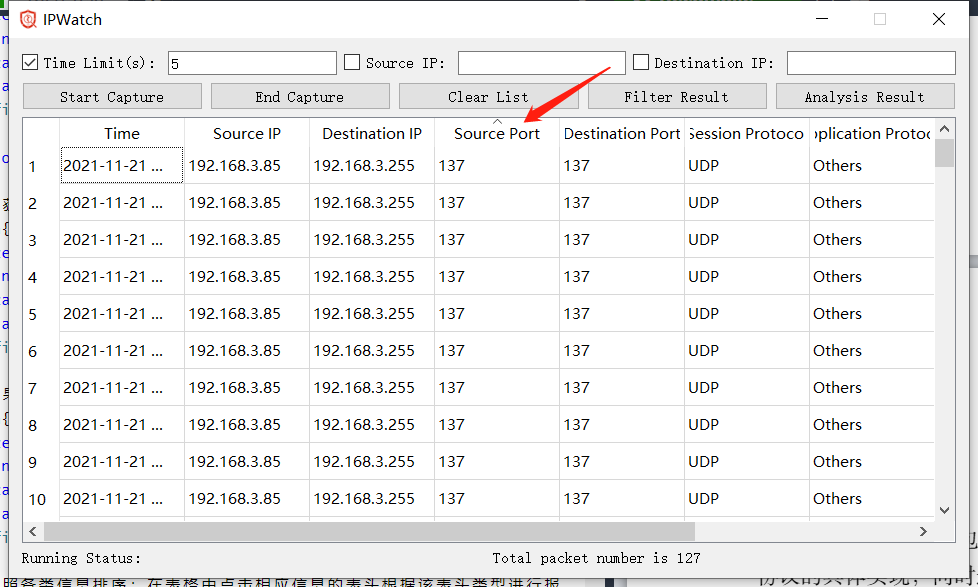 IPWatch
Time Limit(s): 5 Source IP: Destination IP:
Start Capture End Capture Clear List Filter Result Analysis Result
Time Source IP Destination IP Source Port Destination Port Session Protoco plication Protoc
1 2021-11-21 ... 192.168.3.85 192.168.3.255 137 137 UDP Others
2 2021-11-21 ... 192.168.3.85 192.168.3.255 137 137 UDP Others
3 2021-11-21 ... 192.168.3.85 192.168.3.255 137 137 UDP Others
4 2021-11-21 ... 192.168.3.85 192.168.3.255 137 137 UDP Others
5 2021-11-21 ... 192.168.3.85 192.168.3.255 137 137 UDP Others
6 2021-11-21 ... 192.168.3.85 192.168.3.255 137 137 UDP Others
7 2021-11-21 ... 192.168.3.85 192.168.3.255 137 137 UDP Others
8 2021-11-21 ... 192.168.3.85 192.168.3.255 137 137 UDP Others
9 2021-11-21 ... 192.168.3.85 192.168.3.255 137 137 UDP Others
10 2021-11-21 ... 192.168.3.85 192.168.3.255 137 137 UDP Others
Running Status: Total packet number is 127